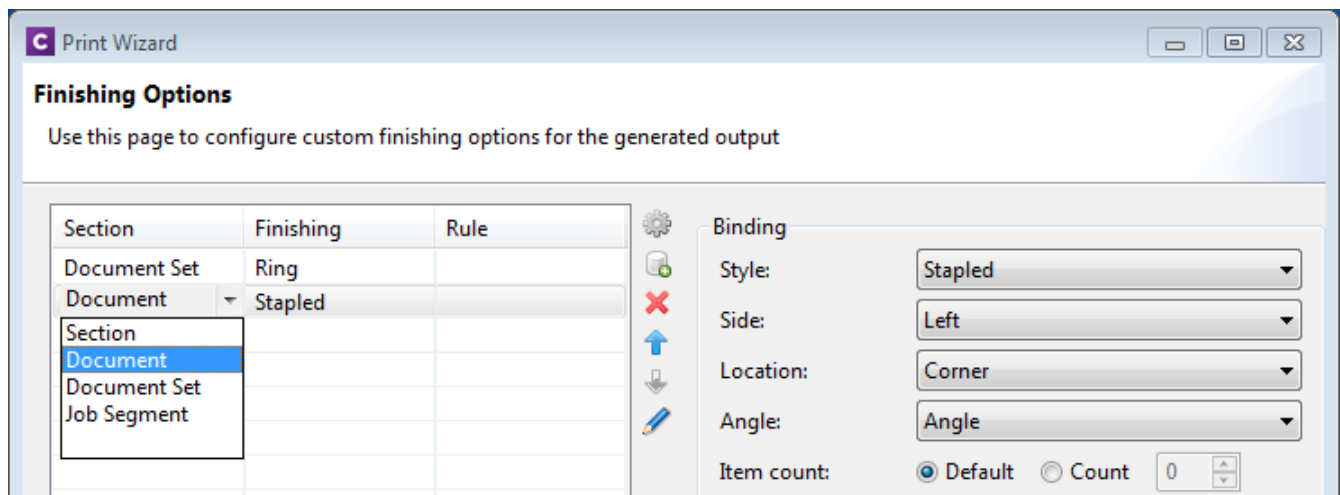 C Print Wizard
Finishing Options
Use this page to configure custom finishing options for the generated output
Section Finishing Rule
Document Set Ring
Document Stapled
Section
Document
Document Set
Job Segment
Binding
Style: Stapled
Side: Left
Location: Corner
Angle: Angle
Item count: Default Count 0